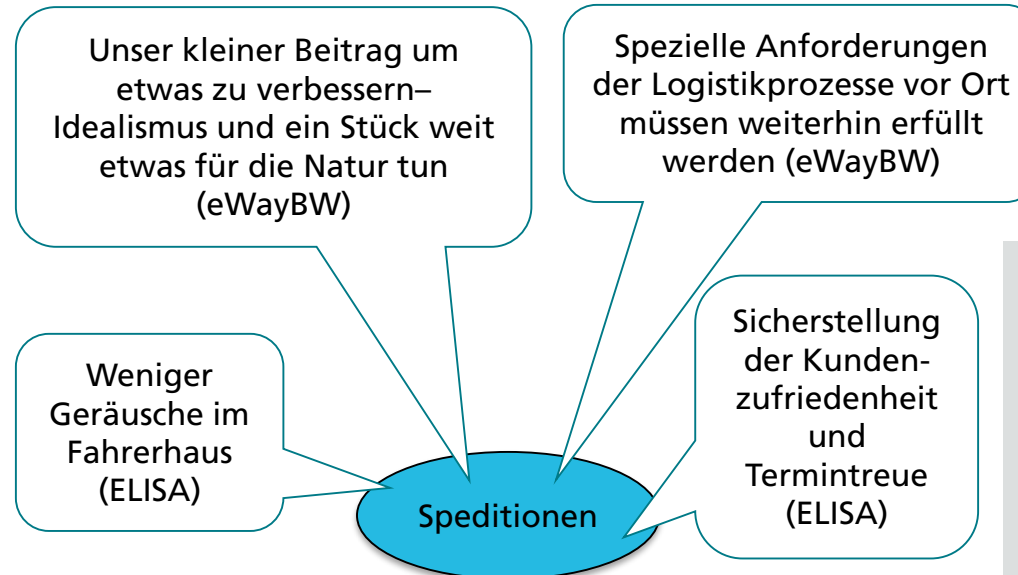 Unser kleiner Beitrag um
etwas zu verbessern–
Idealismus und ein Stück weit
etwas für die Natur tun
(eWayBW)
Spezielle Anforderungen
der Logistikprozesse vor Ort
müssen weiterhin erfüllt
werden (eWayBW)
Weniger
Geräusche im
Fahrerhaus
(ELISA)
Sicherstellung
der Kunden-
zufriedenheit
und
Termintreue
(ELISA)
Speditionen